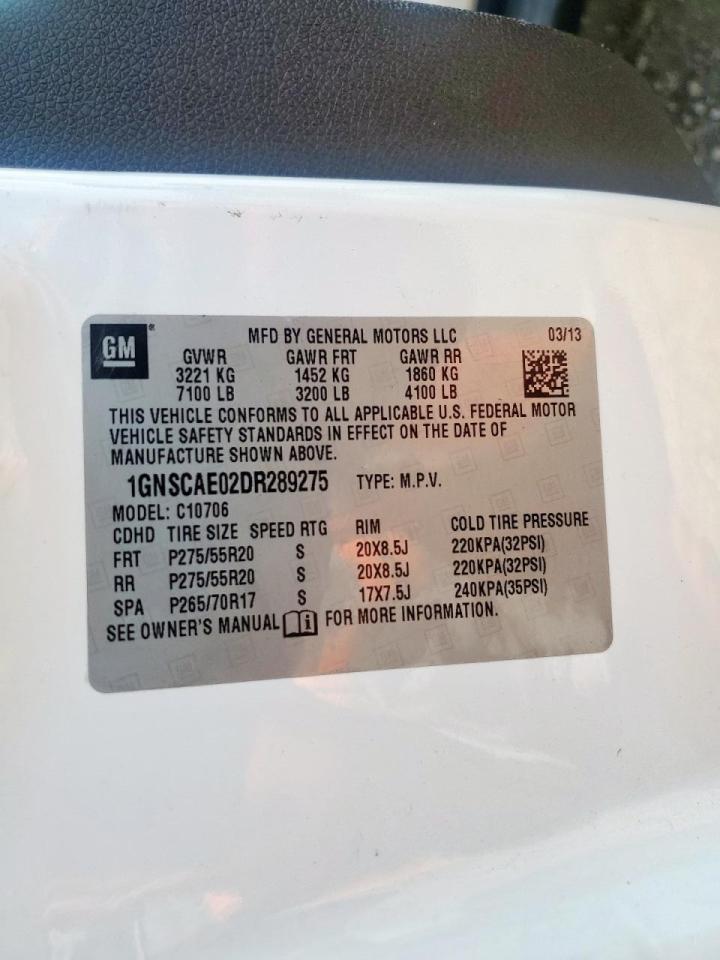 GM ®
MFD BY GENERAL MOTORS LLC 03/13
GVWR GAWR FRT GAWR RR
3221 KG 1452 KG 1860 KG
7100 LB 3200 LB 4100 LB
THIS VEHICLE CONFORMS TO ALL APPLICABLE U.S. FEDERAL MOTOR
VEHICLE SAFETY STANDARDS IN EFFECT ON THE DATE OF
MANUFACTURE SHOWN ABOVE.
1GNSCAE02DR289275 TYPE: M.P.V.
MODEL: C10706
CDHD TIRE SIZE SPEED RTG RIM COLD TIRE PRESSURE
FRT P275/55R20 S 20X8.5J 220KPA(32PSI)
RR P275/55R20 S 20X8.5J 220KPA(32PSI)
SPA P265/70R17 S 17X7.5J 240KPA(35PSI)
SEE OWNER'S MANUAL i FOR MORE INFORMATION.